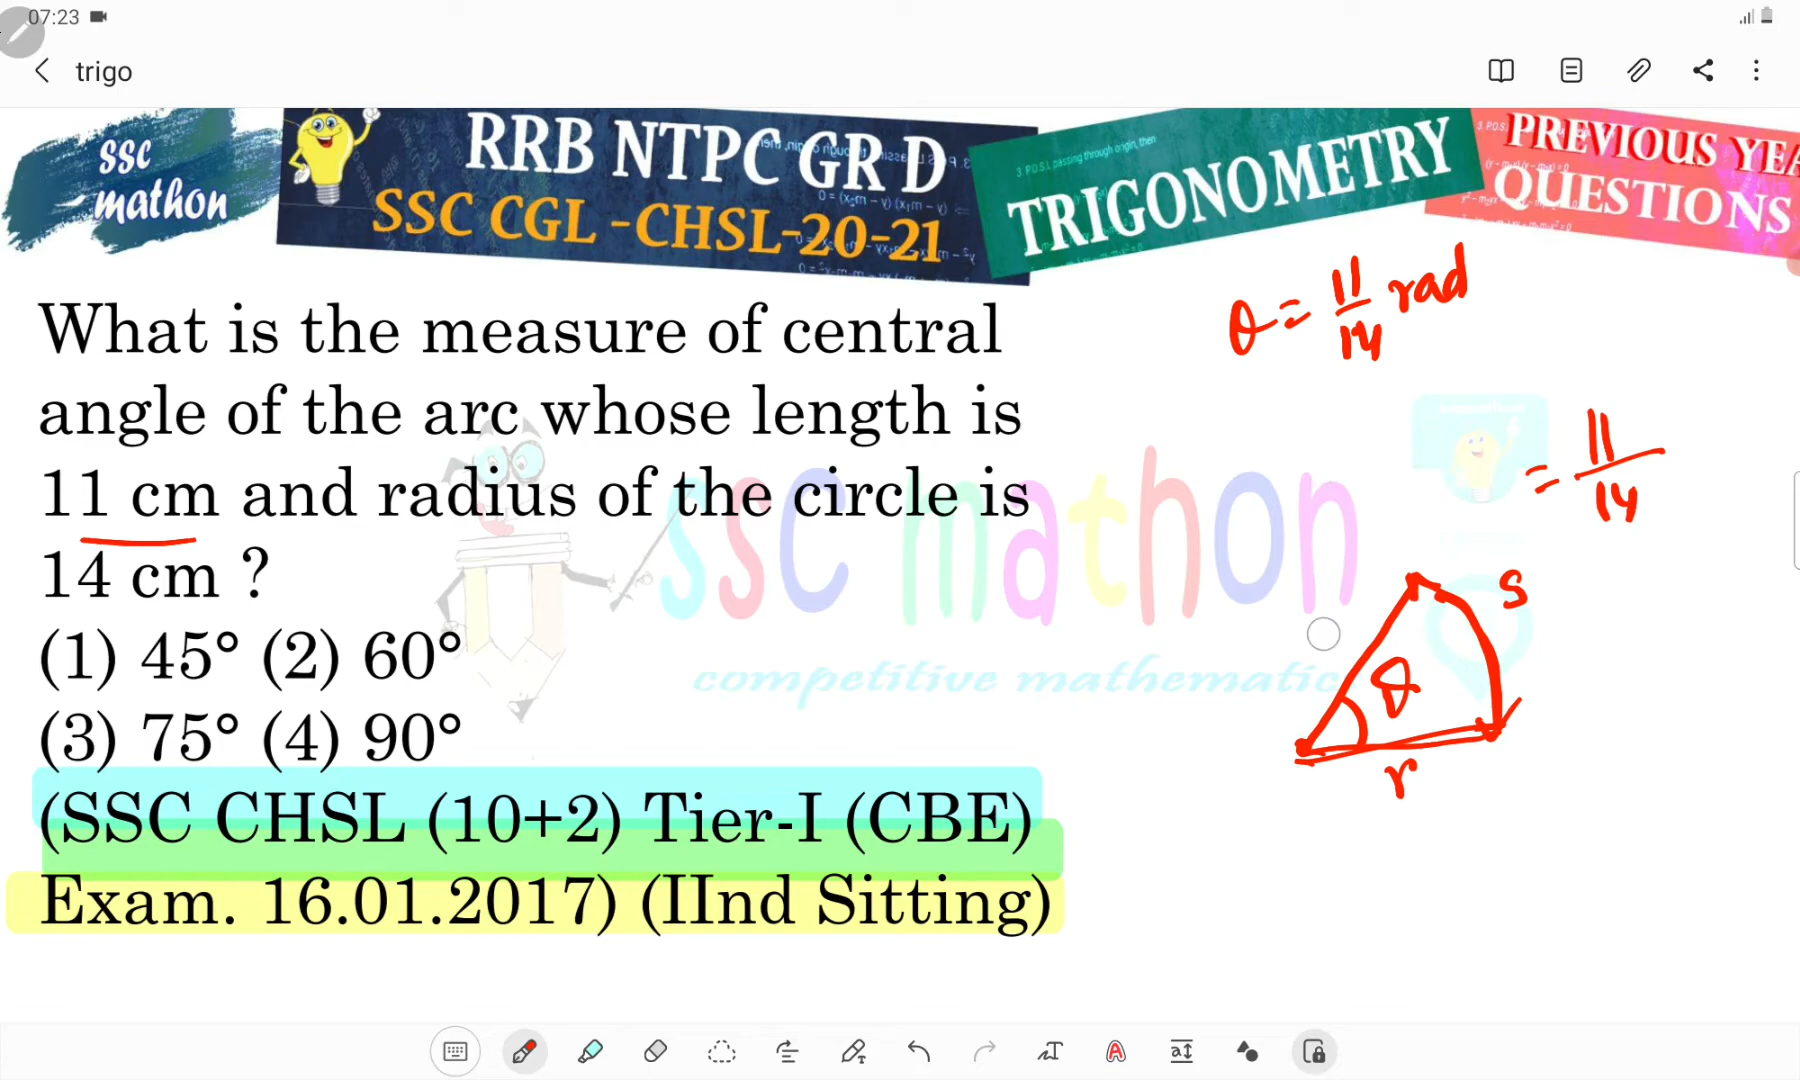 07:23
trigo
ssc
mathon
RRB NTPC GR D
SSC CGL -CHSL-20-21
TRIGONOMETRY
PREVIOUS YEA
QUESTIONS
θ = 11/14 rad
What is the measure of central
angle of the arc whose length is
11 cm and radius of the circle is
14 cm ?
(1) 45° (2) 60°
(3) 75° (4) 90°
(SSC CHSL (10+2) Tier-I (CBE)
Exam. 16.01.2017) (IInd Sitting)
= 11/14
s
θ
r
ssc mathon
competitive mathematic